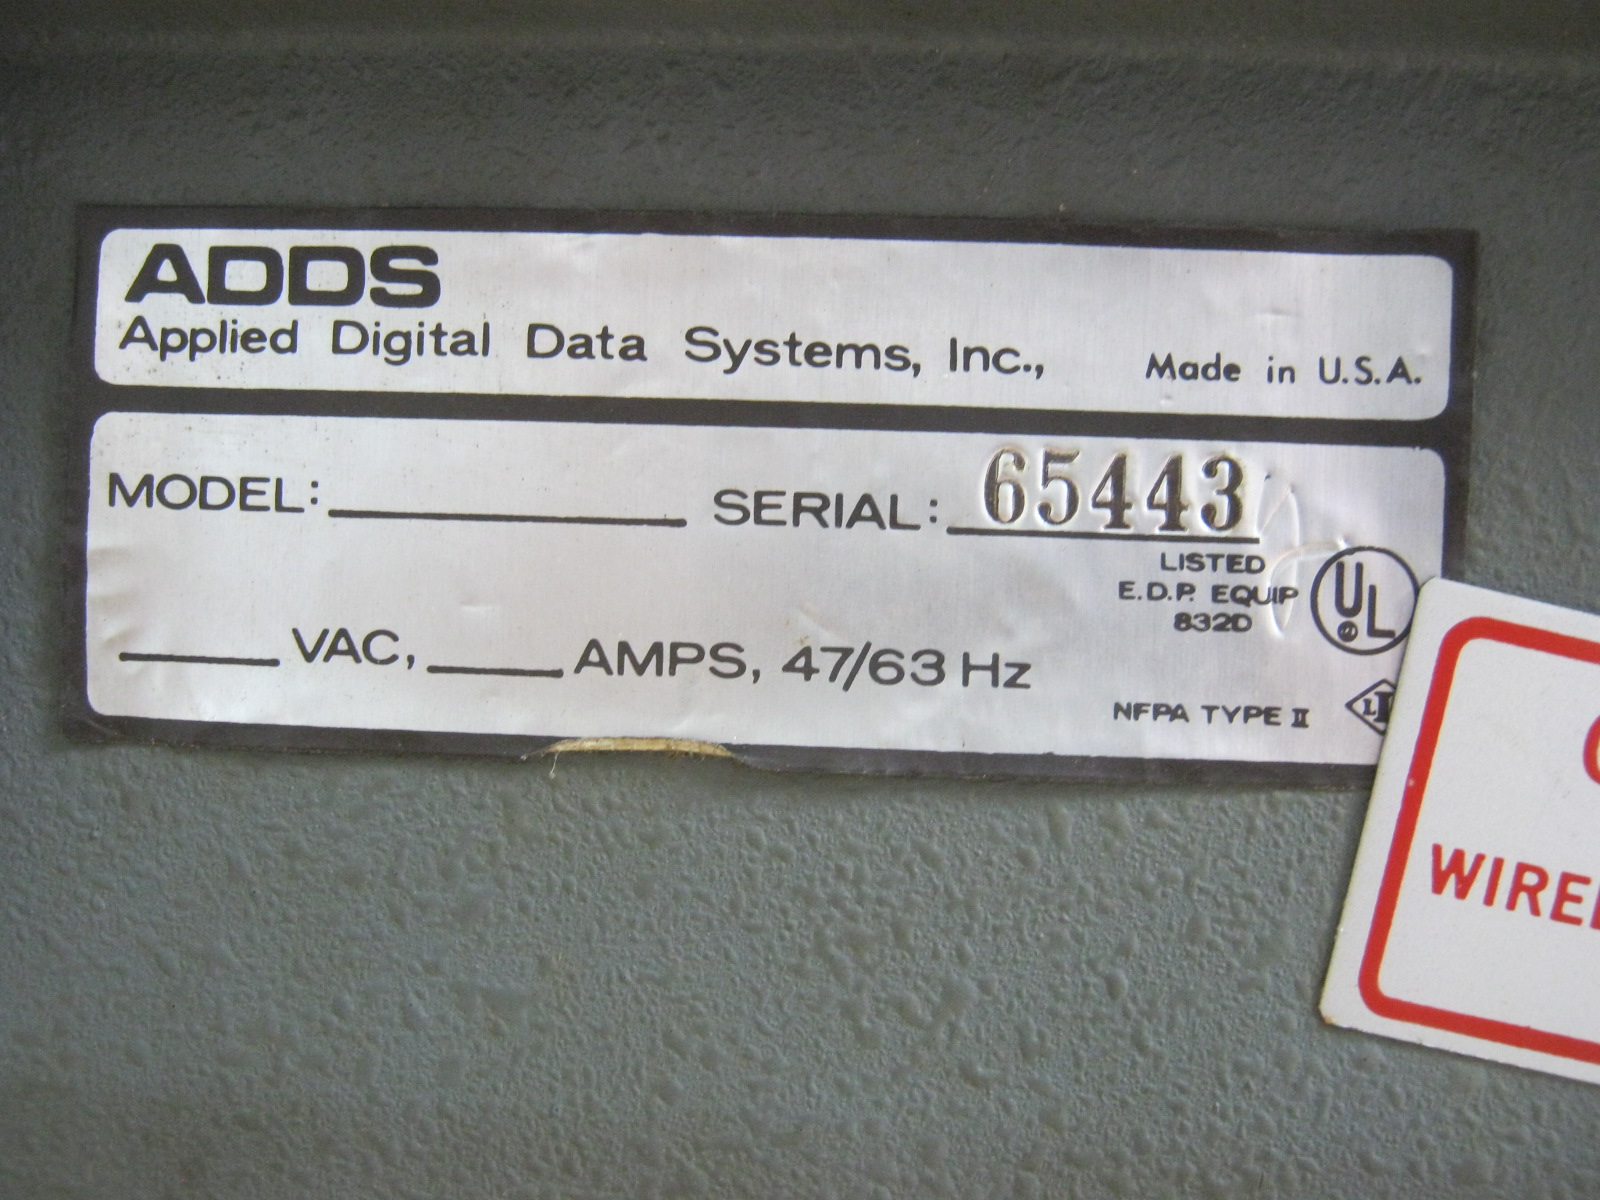 ADDS
Applied Digital Data Systems, Inc., Made in U.S.A.
MODEL: SERIAL: 65443
LISTED
E.D.P. EQUIP
832D
UL
VAC, AMPS, 47/63 Hz
NFPA TYPE II